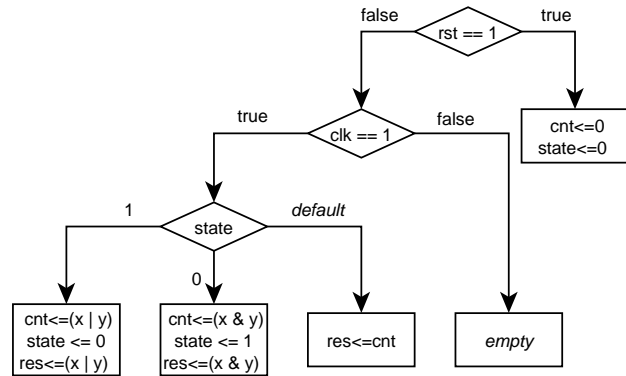 false
true
rst == 1
true
false
clk == 1
cnt<=0
state<=0
1
default
state
0
cnt<=(x | y)
state <= 0
res<=(x | y)
cnt<=(x & y)
state <= 1
res<=(x & y)
res<=cnt
empty